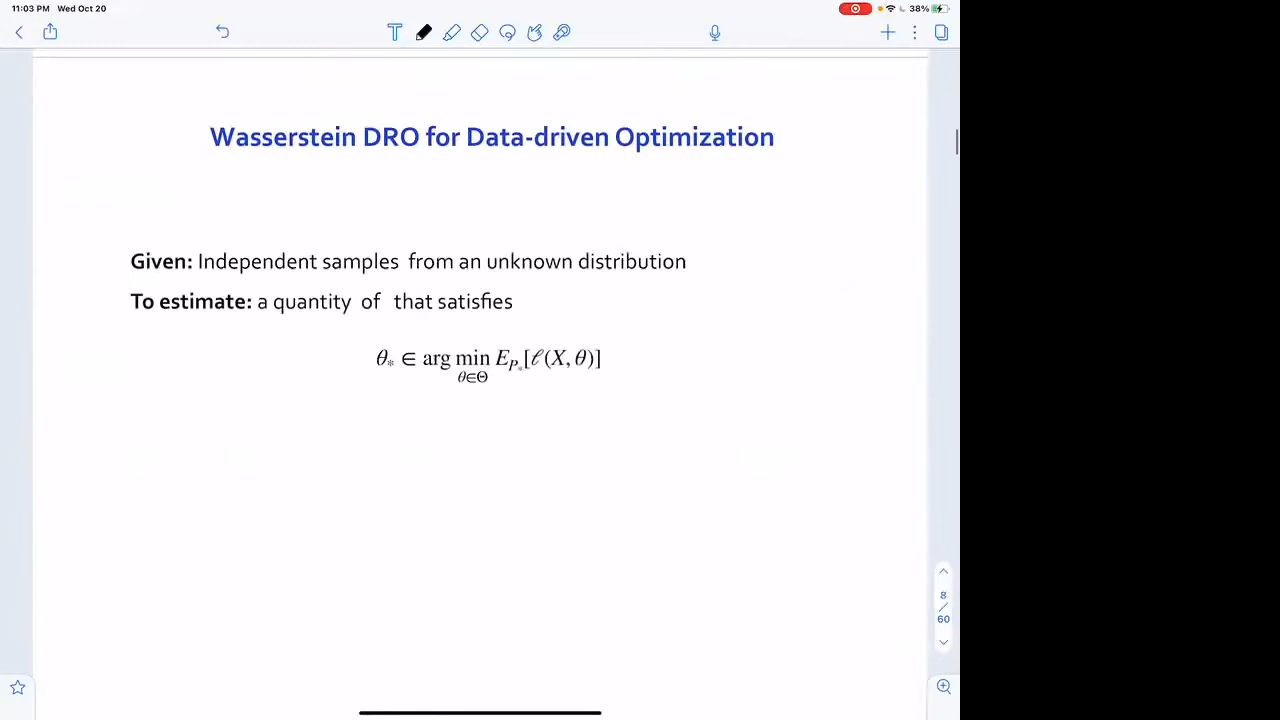 11:03 PM Wed Oct 20
38%
Wasserstein DRO for Data-driven Optimization
Given: Independent samples from an unknown distribution
To estimate: a quantity of that satisfies
θ* ∈ arg min E_P*[ℓ(X, θ)]
θ∈Θ
8
/
60